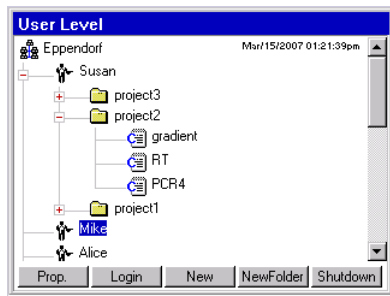 User Level
Eppendorf Mar/15/2007 01:21:39pm
Susan
project3
project2
gradient
RT
PCR4
project1
Mike
Alice
Prop. Login New NewFolder Shutdown